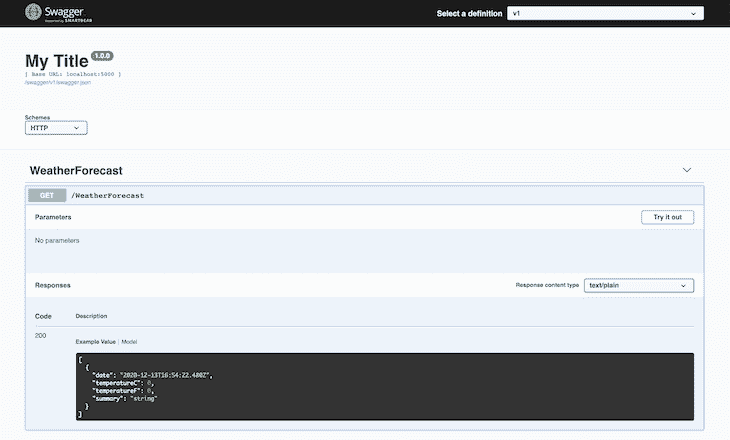 Swagger
Supported by SMARTBEAR
Select a definition
v1
My Title 1.0.0
[ Base URL: localhost:5000 ]
/swagger/v1/swagger.json
Schemes
HTTP
WeatherForecast
GET /WeatherForecast
Parameters
Try it out
No parameters
Responses
Response content type
text/plain
Code Description
200
Example Value | Model
[
{
"date": "2020-12-13T16:54:22.480Z",
"temperatureC": 0,
"temperatureF": 0,
"summary": "string"
}
]